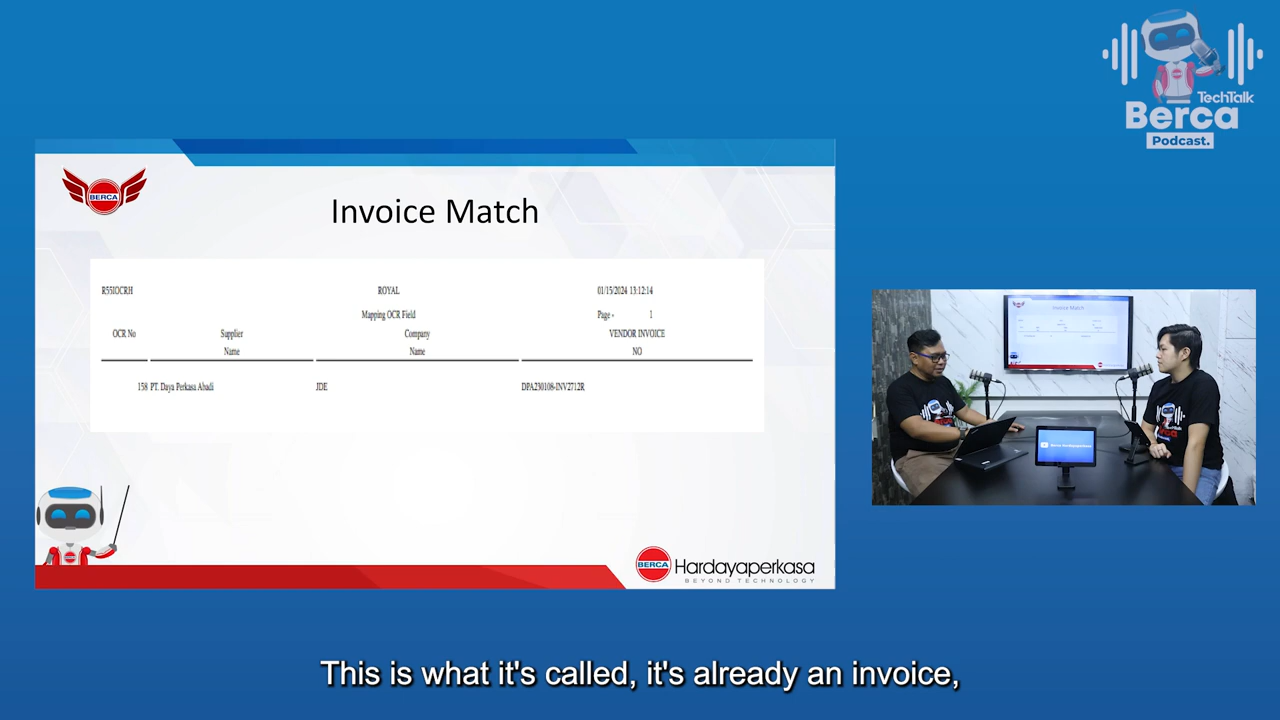 TechTalk
Berca
Podcast.
BERCA
Invoice Match
R55IOCRH ROYAL 01/15/2024 13:12:14
Mapping OCR Field Page - 1
OCR No Supplier Company VENDOR INVOICE
Name Name NO
158 PT. Daya Perkasa Abadi JDE DPA230108-INV2712R
Invoice Match
BERCA Hardayaperkasa
BEYOND TECHNOLOGY
This is what it's called, it's already an invoice,